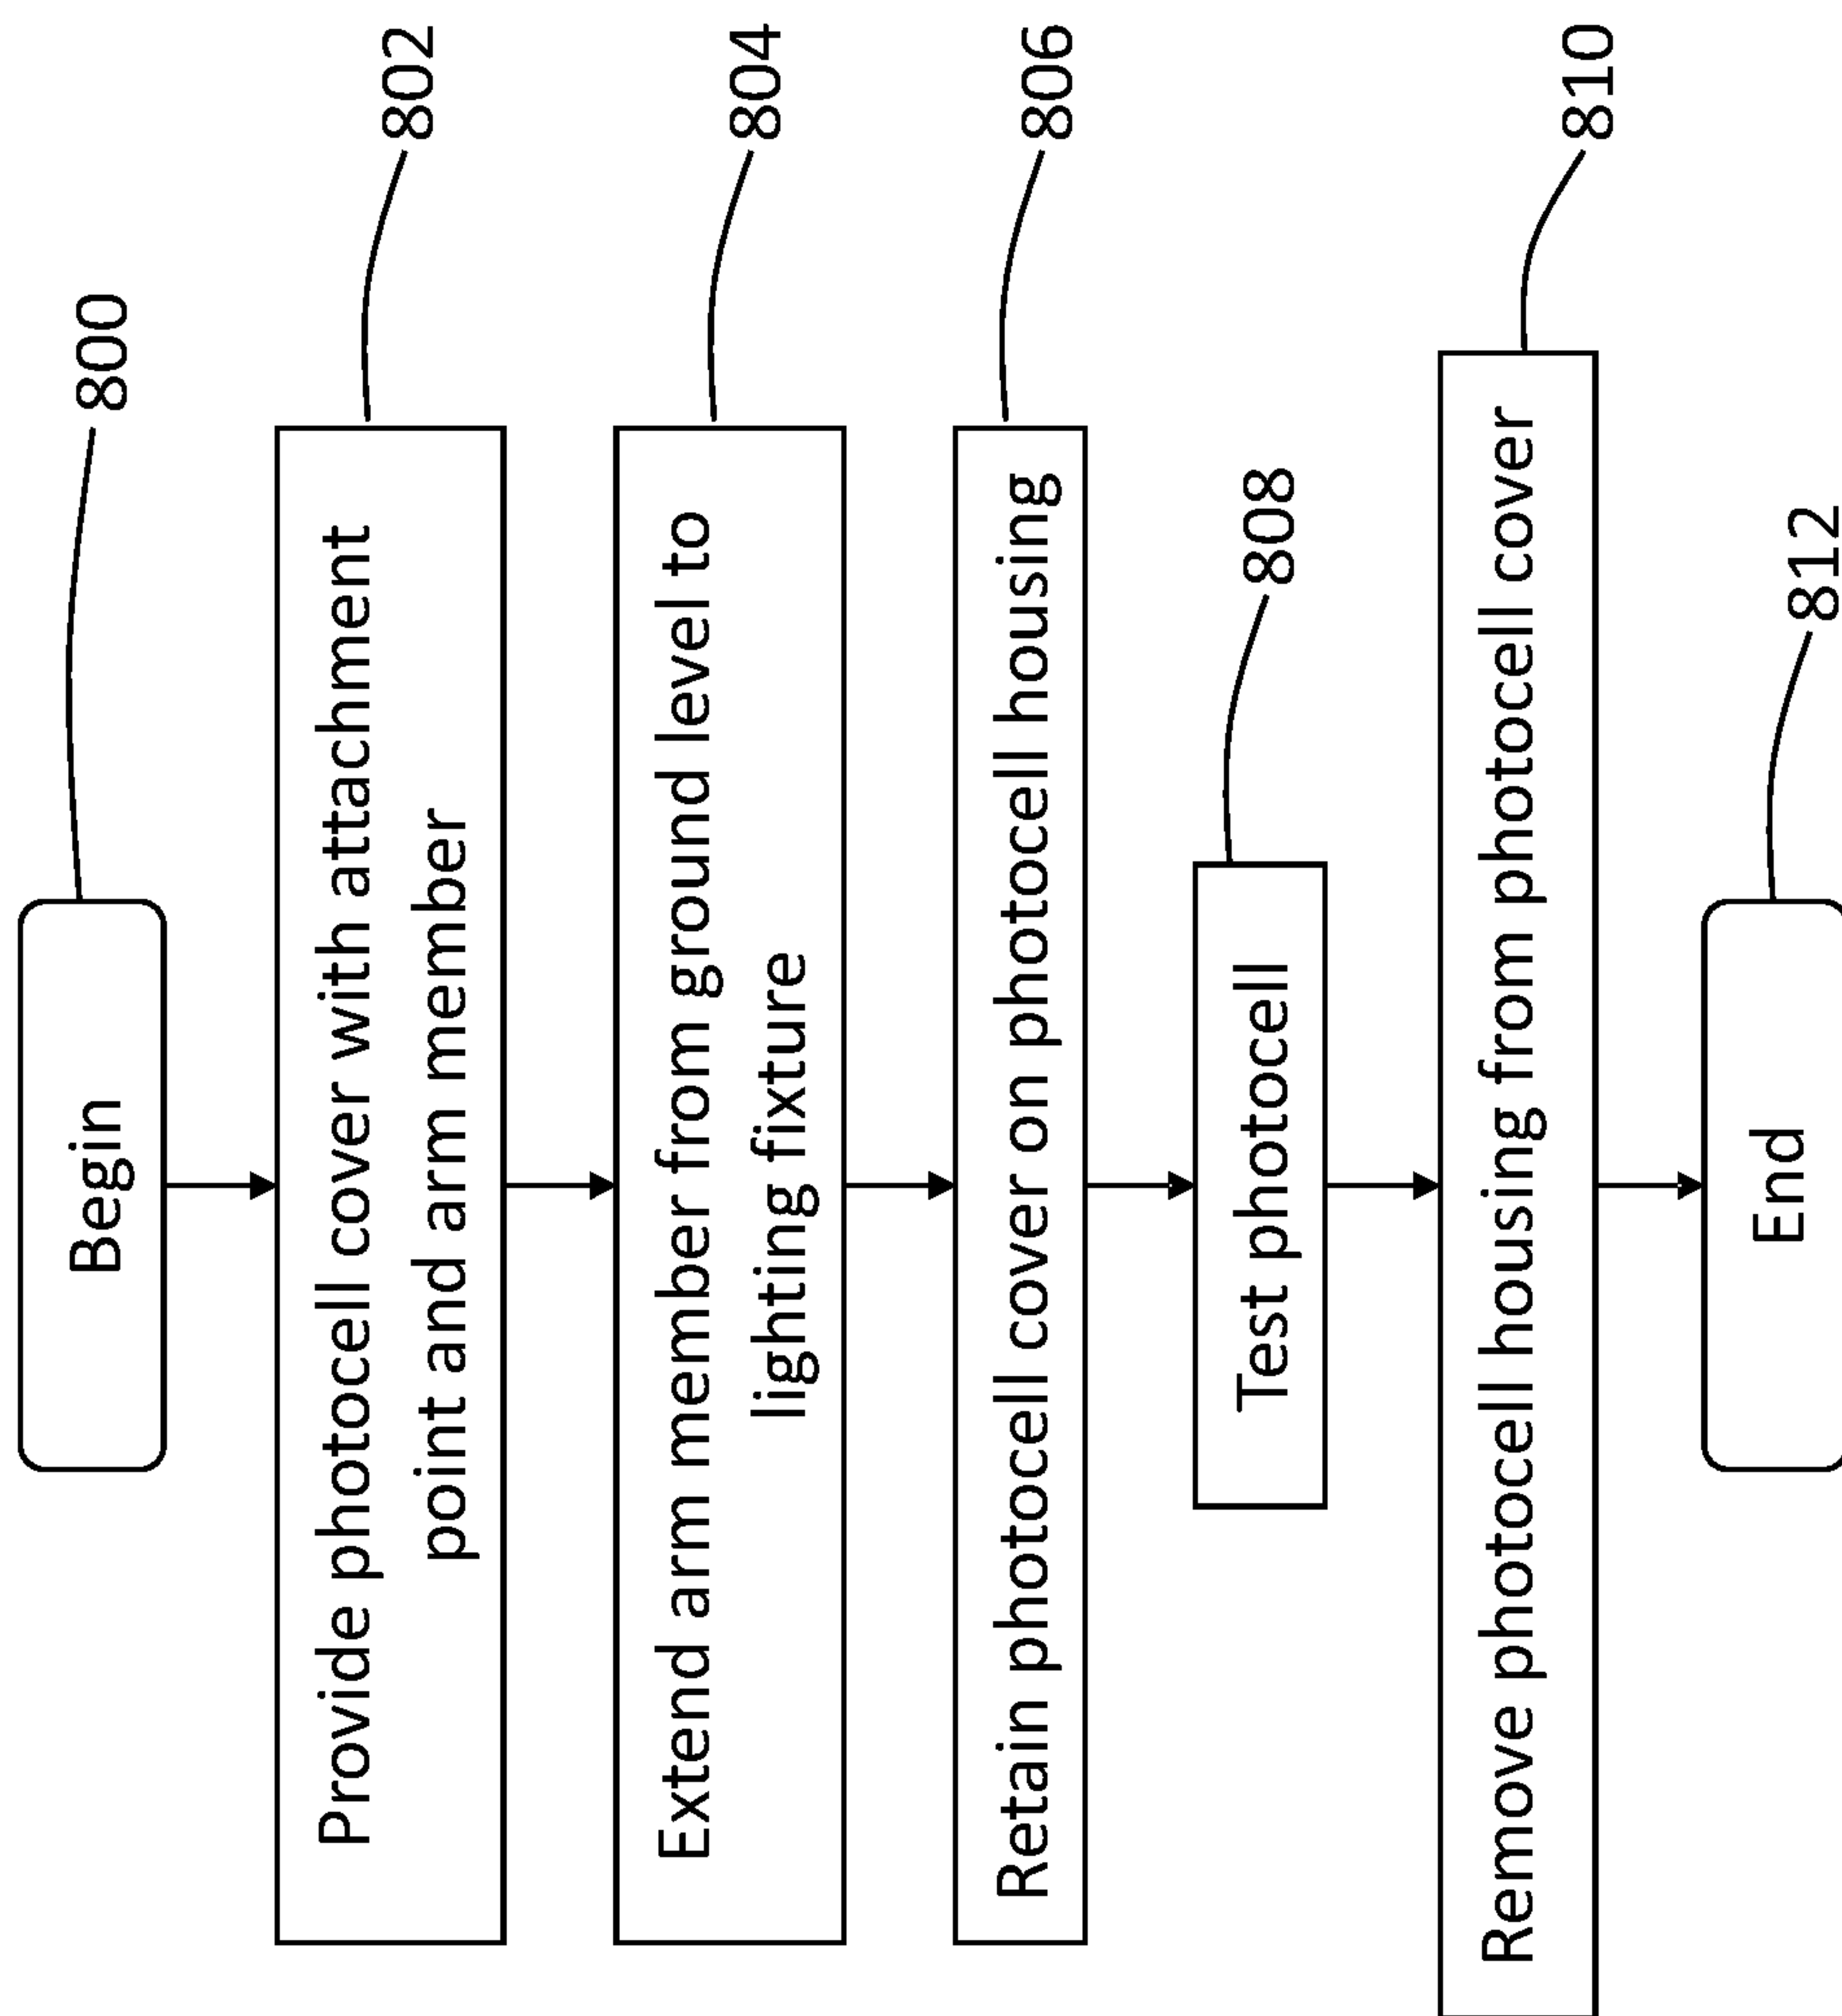 Begin
800
Provide photocell cover with attachment
point and arm member
802
Extend arm member from ground level to
lighting fixture
804
Retain photocell cover on photocell housing
806
Test photocell
808
Remove photocell housing from photocell cover
810
End
812